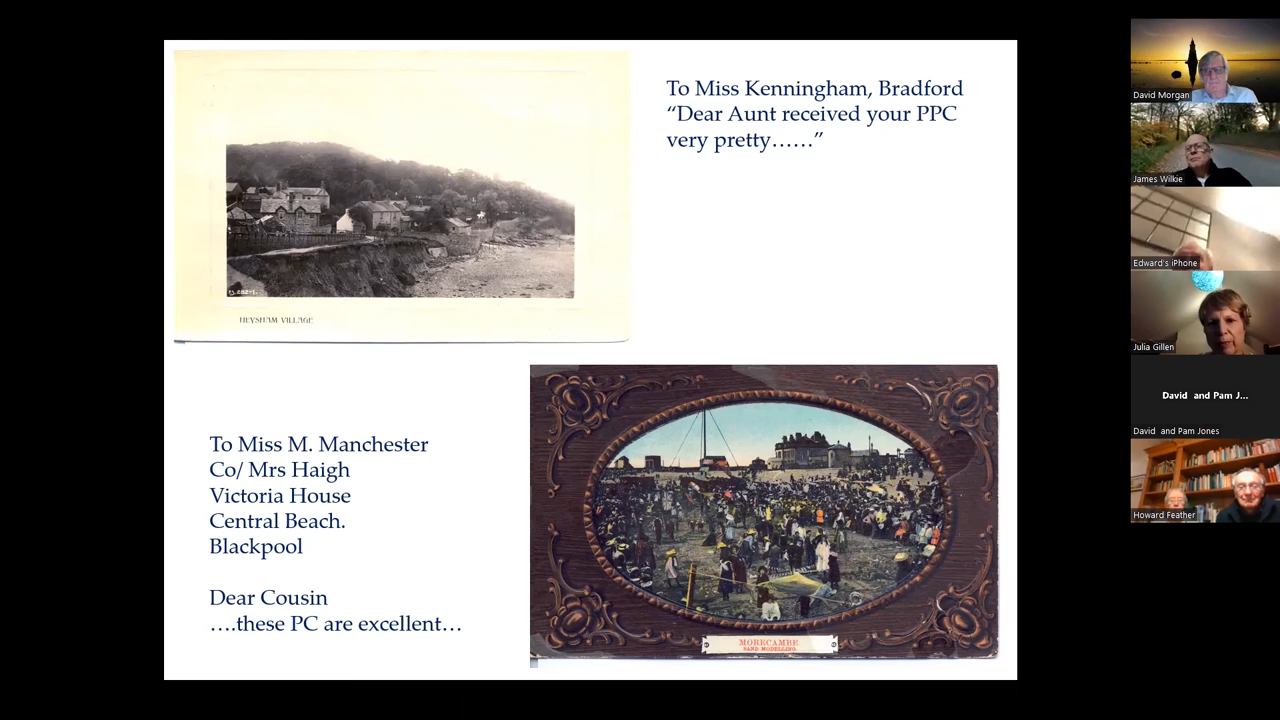 To Miss Kenningham, Bradford
“Dear Aunt received your PPC
very pretty……”
HEYSHAM VILLAGE
To Miss M. Manchester
Co/ Mrs Haigh
Victoria House
Central Beach.
Blackpool
Dear Cousin
….these PC are excellent…
MORECAMBE
SAND MODELLING.
David Morgan
James Wilkie
Edward's iPhone
Julia Gillen
David and Pam J...
David and Pam Jones
Howard Feather